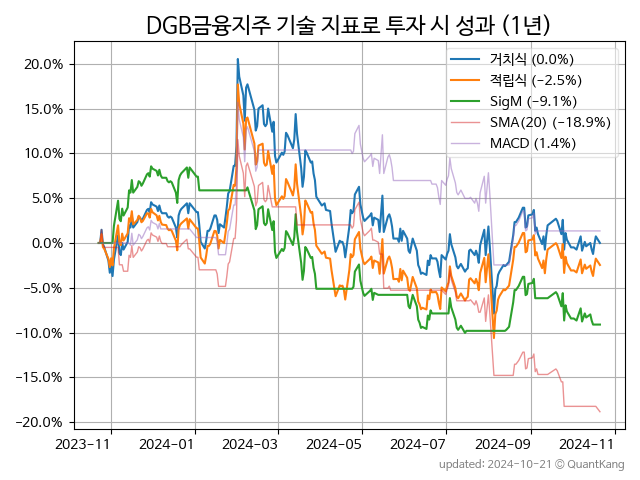 DGB금융지주 기술 지표로 투자 시 성과 (1년)
거치식 (0.0%)
적립식 (−2.5%)
SigM (−9.1%)
SMA(20) (−18.9%)
MACD (1.4%)
20.0%
15.0%
10.0%
5.0%
0.0%
−5.0%
−10.0%
−15.0%
−20.0%
2023-11 2024-01 2024-03 2024-05 2024-07 2024-09 2024-11
updated: 2024-10-21 © QuantKang